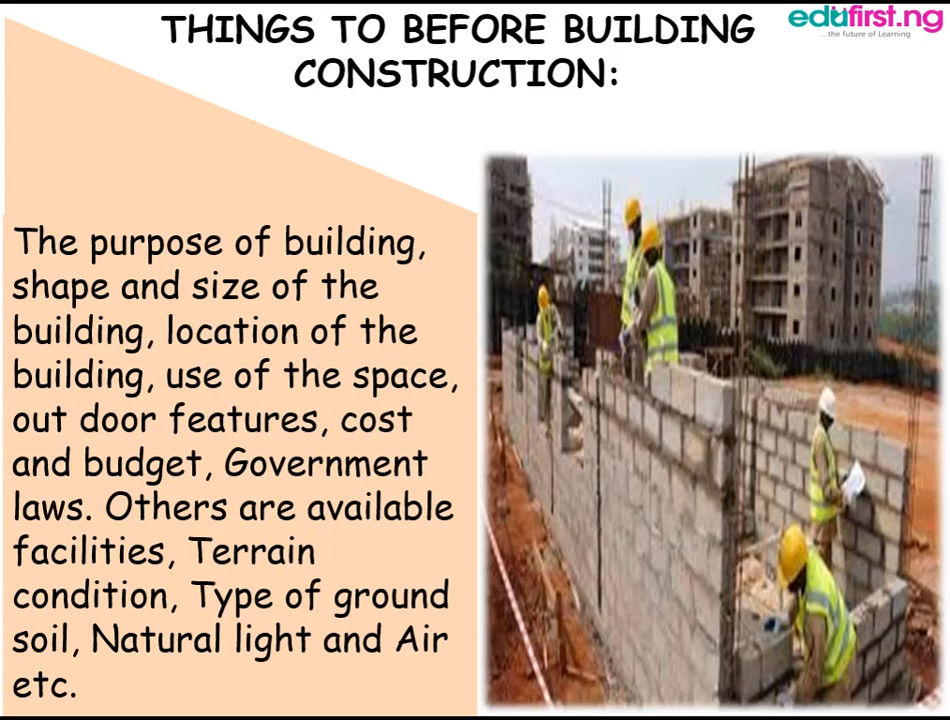 THINGS TO BEFORE BUILDING
CONSTRUCTION:
edufirst.ng
...the future of Learning
The purpose of building,
shape and size of the
building, location of the
building, use of the space,
out door features, cost
and budget, Government
laws. Others are available
facilities, Terrain
condition, Type of ground
soil, Natural light and Air
etc.